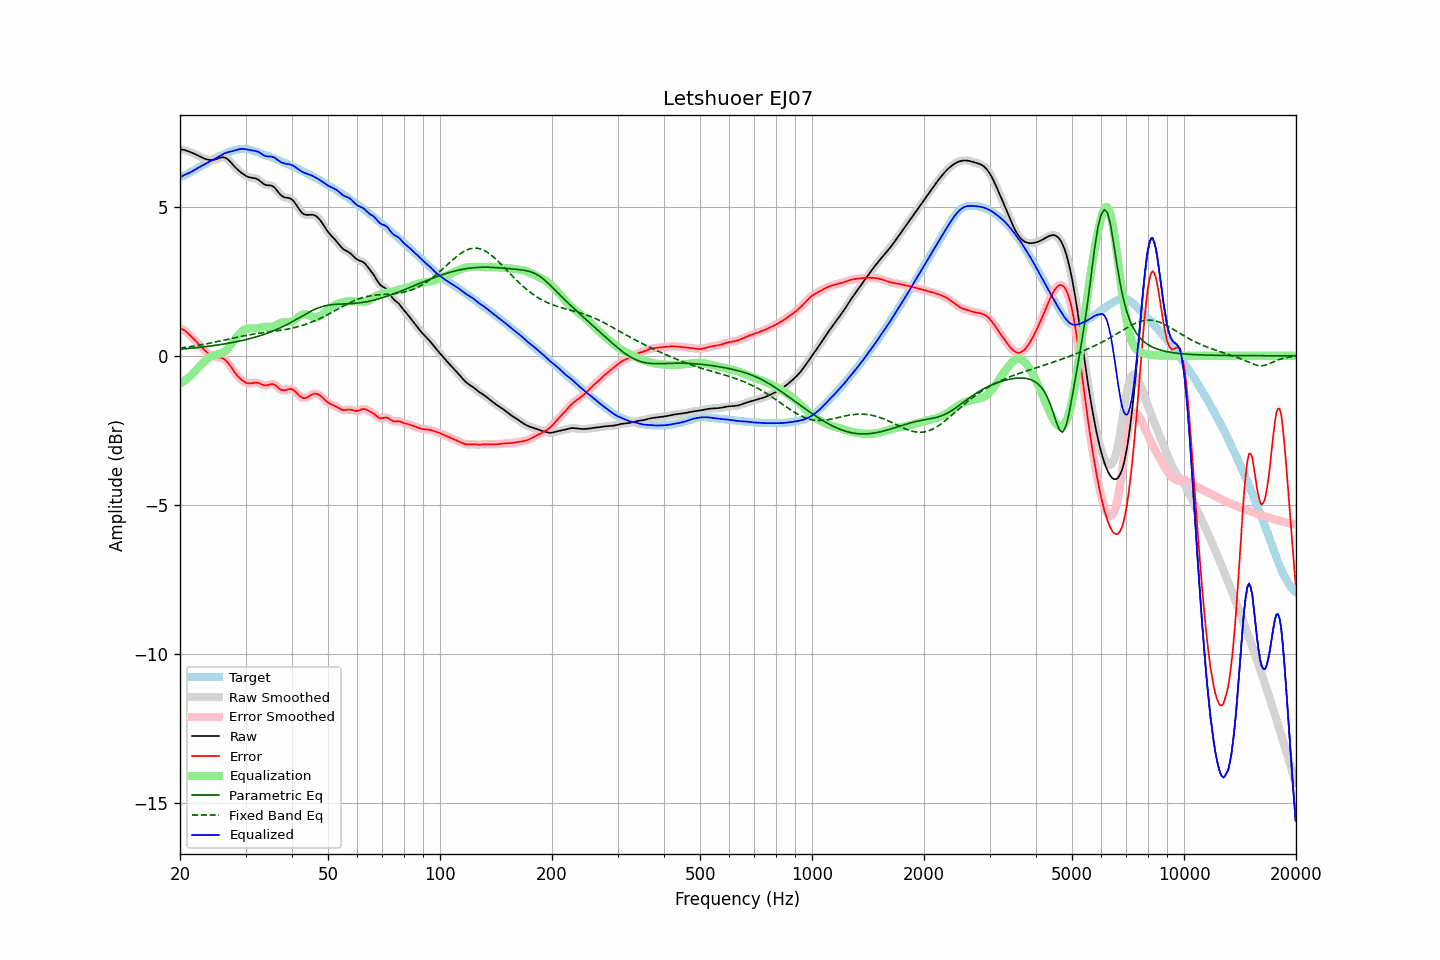 Letshuoer EJ07
Amplitude (dBr)
5
0
−5
−10
−15
Target
Raw Smoothed
Error Smoothed
Raw
Error
Equalization
Parametric Eq
Fixed Band Eq
Equalized
20 50 100 200 500 1000 2000 5000 10000 20000
Frequency (Hz)